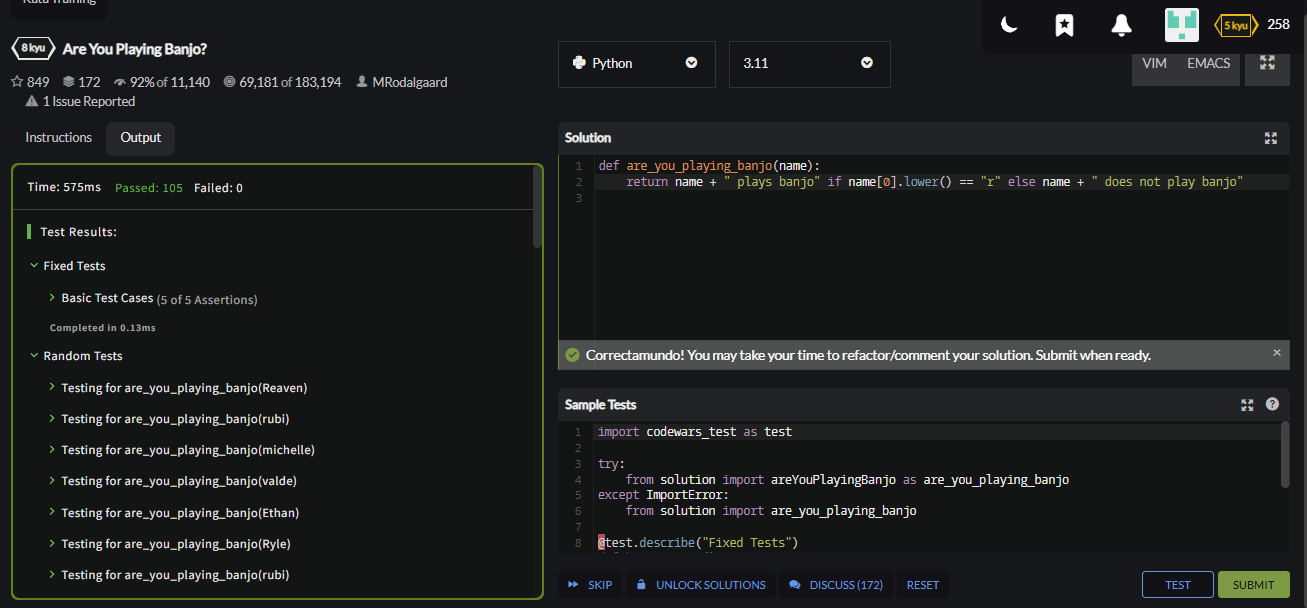 Kata Training
8 kyu Are You Playing Banjo?
849 172 92% of 11,140 69,181 of 183,194 MRodalgaard
1 Issue Reported
5 kyu 258
Python 3.11 VIM EMACS
Instructions Output
Time: 575ms Passed: 105 Failed: 0
Test Results:
Fixed Tests
Basic Test Cases (5 of 5 Assertions)
Completed in 0.13ms
Random Tests
Testing for are_you_playing_banjo(Reaven)
Testing for are_you_playing_banjo(rubi)
Testing for are_you_playing_banjo(michelle)
Testing for are_you_playing_banjo(valde)
Testing for are_you_playing_banjo(Ethan)
Testing for are_you_playing_banjo(Ryle)
Testing for are_you_playing_banjo(rubi)
Solution
1 def are_you_playing_banjo(name):
2 return name + " plays banjo" if name[0].lower() == "r" else name + " does not play banjo"
3
Correctamundo! You may take your time to refactor/comment your solution. Submit when ready. ×
Sample Tests ?
1 import codewars_test as test
2
3 try:
4 from solution import areYouPlayingBanjo as are_you_playing_banjo
5 except ImportError:
6 from solution import are_you_playing_banjo
7
8 @test.describe("Fixed Tests")
SKIP UNLOCK SOLUTIONS DISCUSS (172) RESET TEST SUBMIT